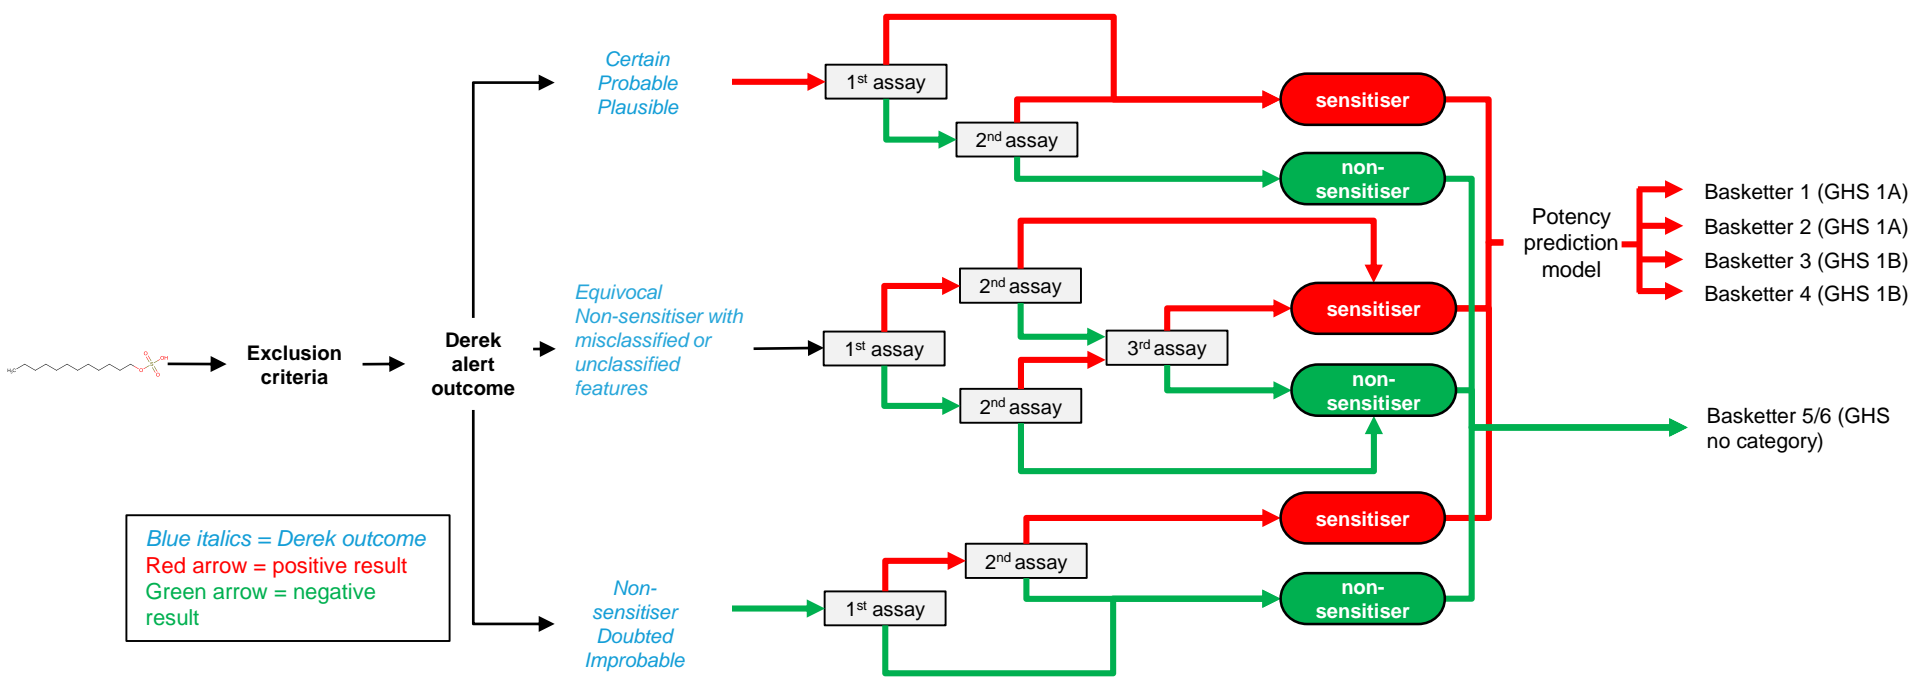 H₃C
O
S
O
O
OH
Exclusion
criteria
Derek
alert
outcome
Certain
Probable
Plausible
1st assay
2nd assay
sensitiser
non-
sensitiser
Equivocal
Non-sensitiser with
misclassified or
unclassified
features
1st assay
2nd assay
2nd assay
3rd assay
sensitiser
non-
sensitiser
Non-
sensitiser
Doubted
Improbable
1st assay
2nd assay
sensitiser
non-
sensitiser
Potency
prediction
model
Basketter 1 (GHS 1A)
Basketter 2 (GHS 1A)
Basketter 3 (GHS 1B)
Basketter 4 (GHS 1B)
Basketter 5/6 (GHS
no category)
Blue italics = Derek outcome
Red arrow = positive result
Green arrow = negative
result